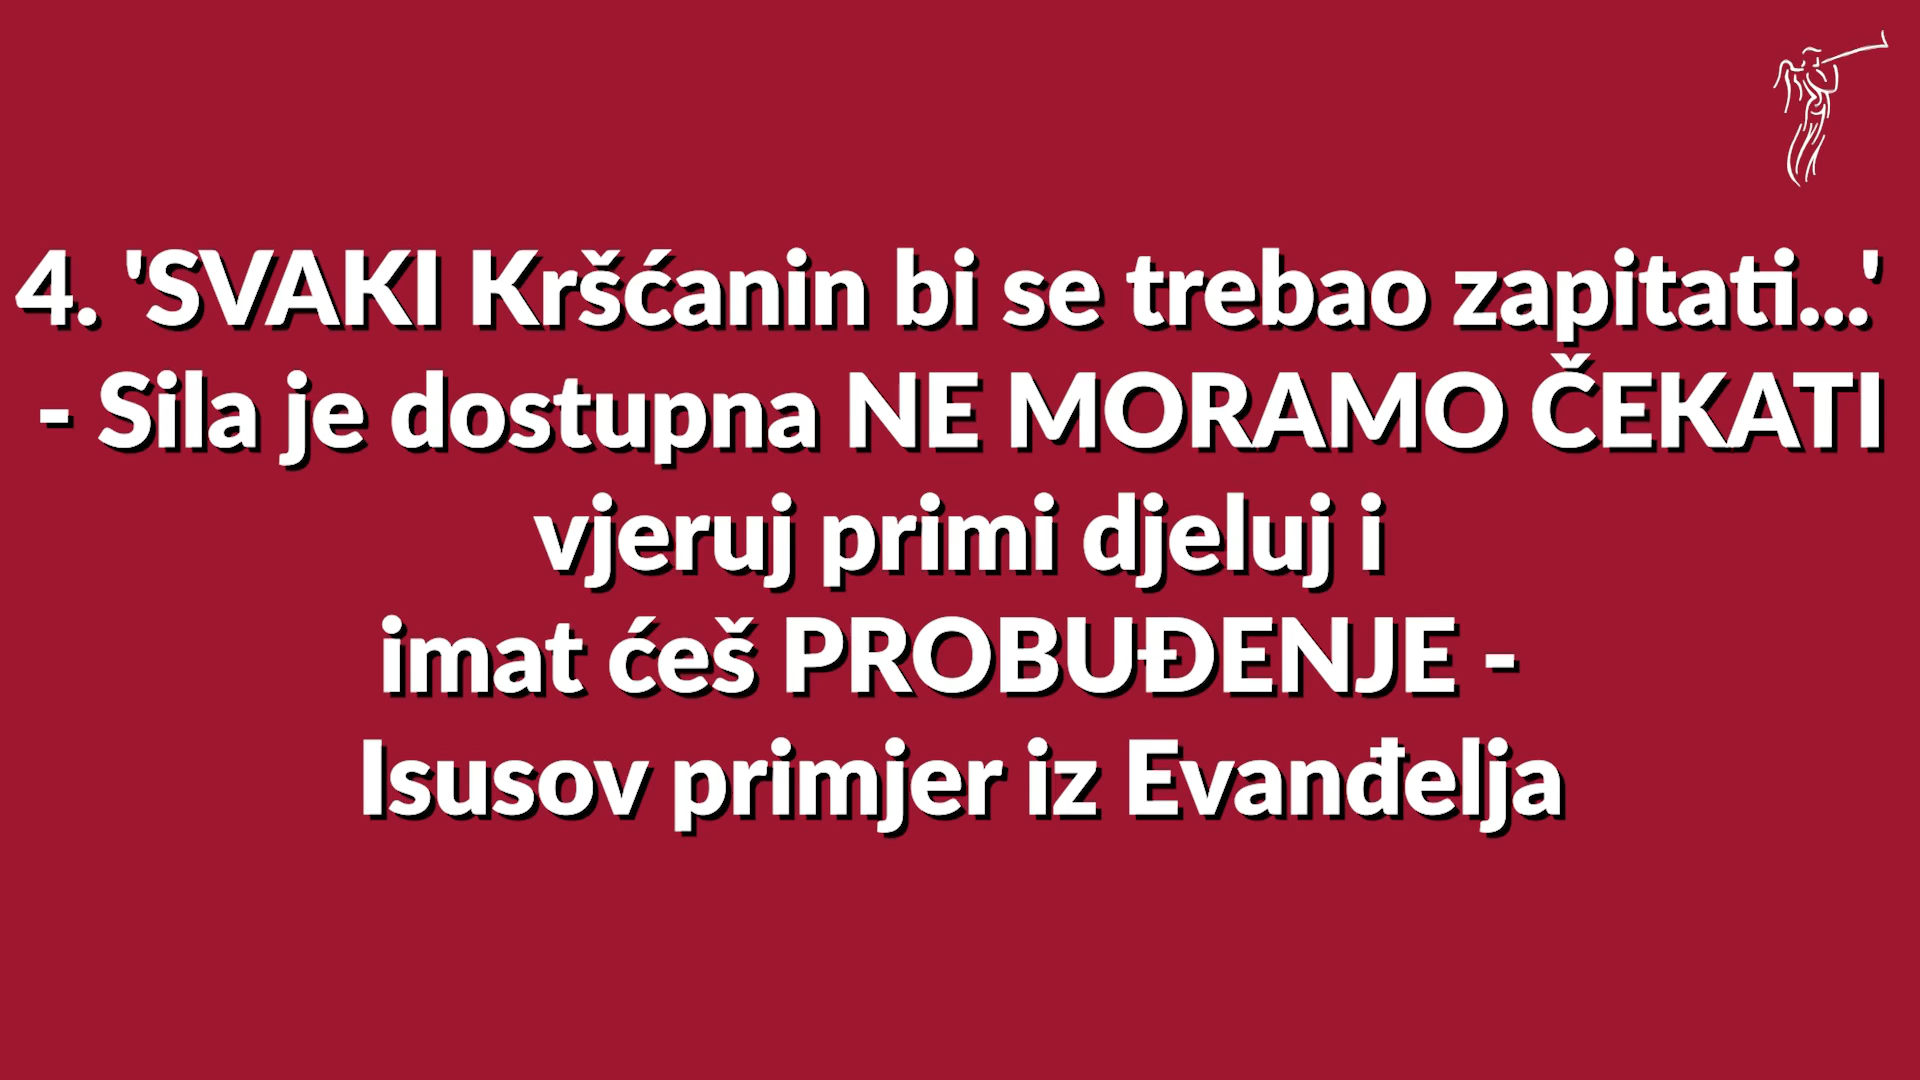 4. 'SVAKI Kršćanin bi se trebao zapitati...'
- Sila je dostupna NE MORAMO ČEKATI
vjeruj primi djeluj i
imat ćeš PROBUĐENJE -
Isusov primjer iz Evanđelja